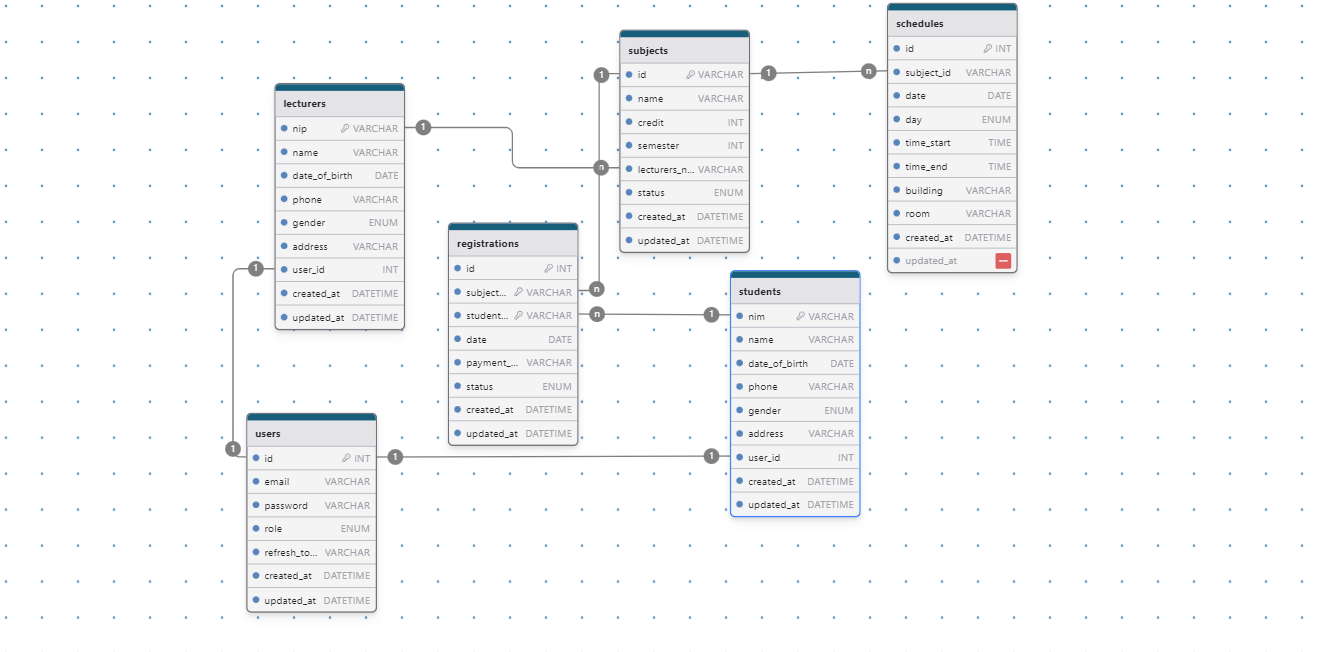 schedules
id INT
subject_id VARCHAR
date DATE
day ENUM
time_start TIME
time_end TIME
building VARCHAR
room VARCHAR
created_at DATETIME
updated_at
subjects
id VARCHAR
name VARCHAR
credit INT
semester INT
lecturers_n... VARCHAR
status ENUM
created_at DATETIME
updated_at DATETIME
lecturers
nip VARCHAR
name VARCHAR
date_of_birth DATE
phone VARCHAR
gender ENUM
address VARCHAR
user_id INT
created_at DATETIME
updated_at DATETIME
registrations
id INT
subject... VARCHAR
student... VARCHAR
date DATE
payment_... VARCHAR
status ENUM
created_at DATETIME
updated_at DATETIME
students
nim VARCHAR
name VARCHAR
date_of_birth DATE
phone VARCHAR
gender ENUM
address VARCHAR
user_id INT
created_at DATETIME
updated_at DATETIME
users
id INT
email VARCHAR
password VARCHAR
role ENUM
refresh_to... VARCHAR
created_at DATETIME
updated_at DATETIME
1
n
1
n
1
n
n
1
1
1
1
1